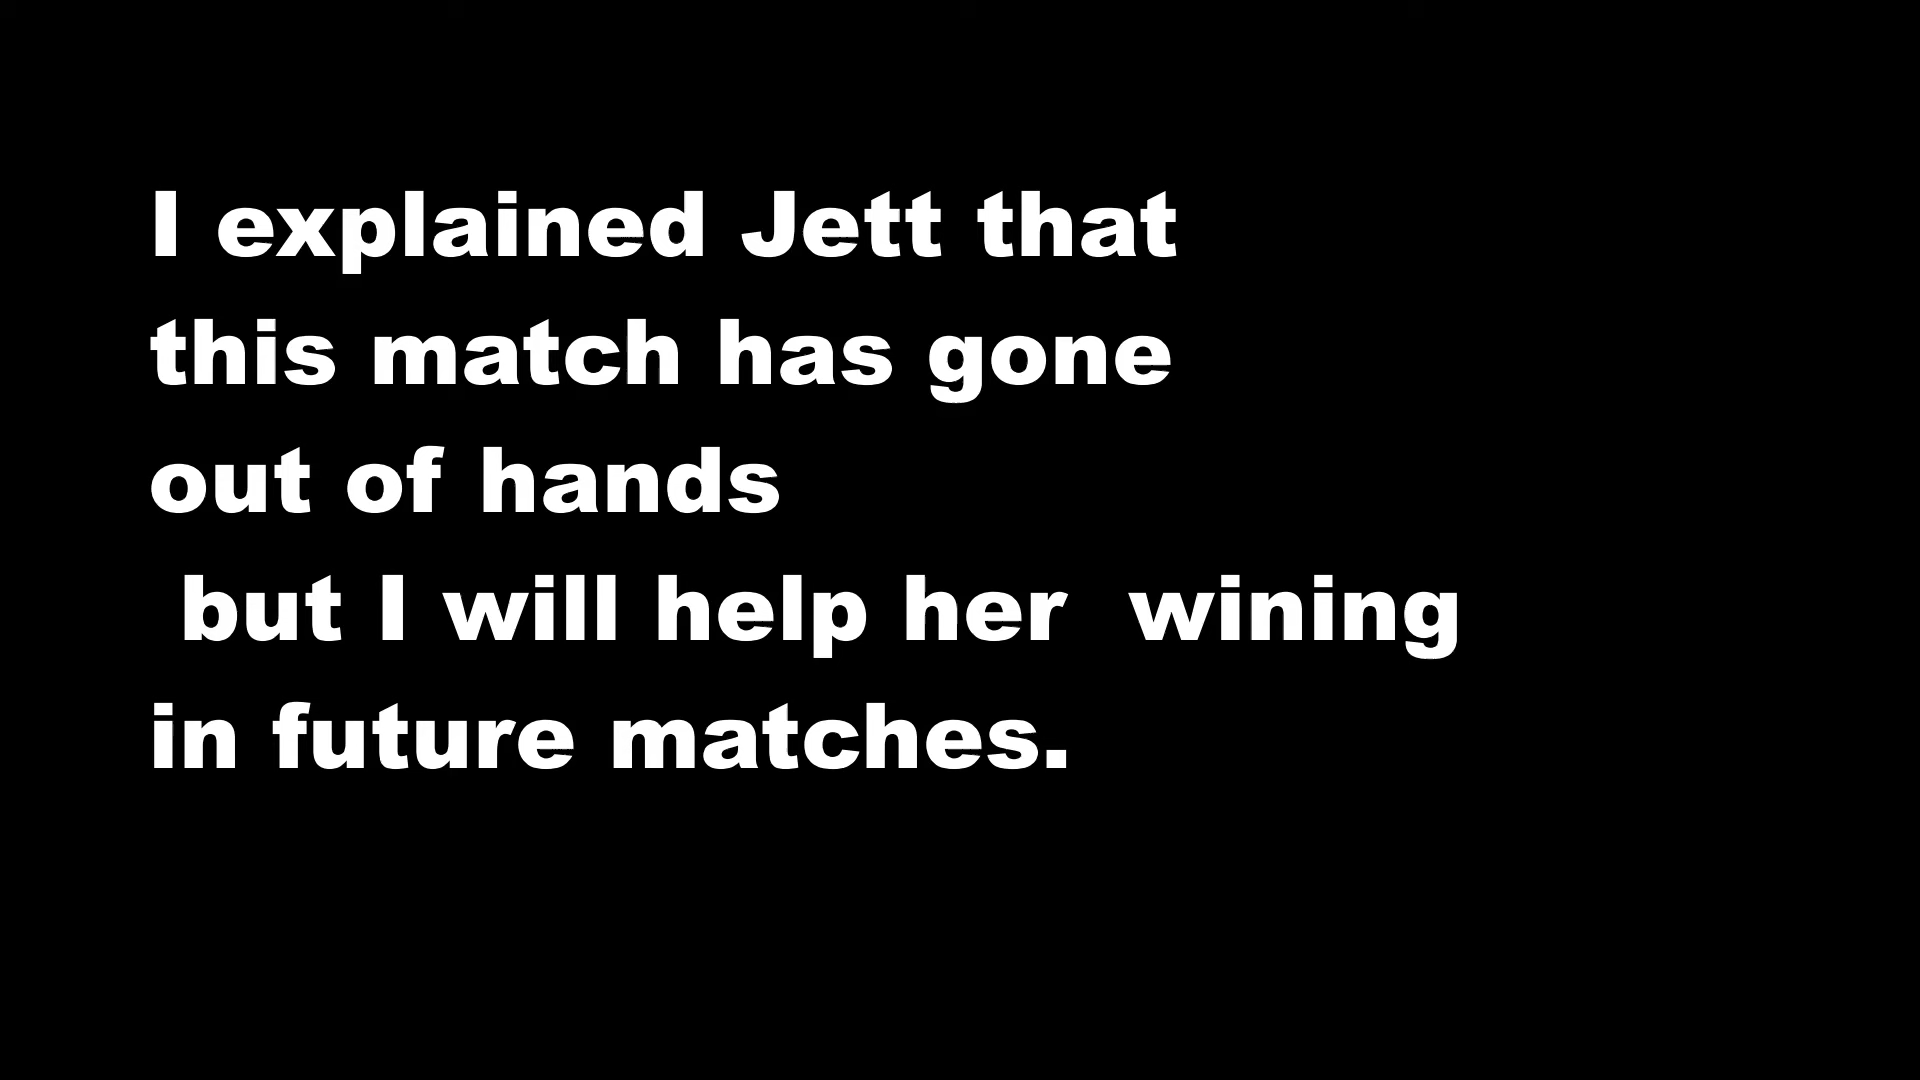 I explained Jett that
this match has gone
out of hands
but I will help her  wining
in future matches.